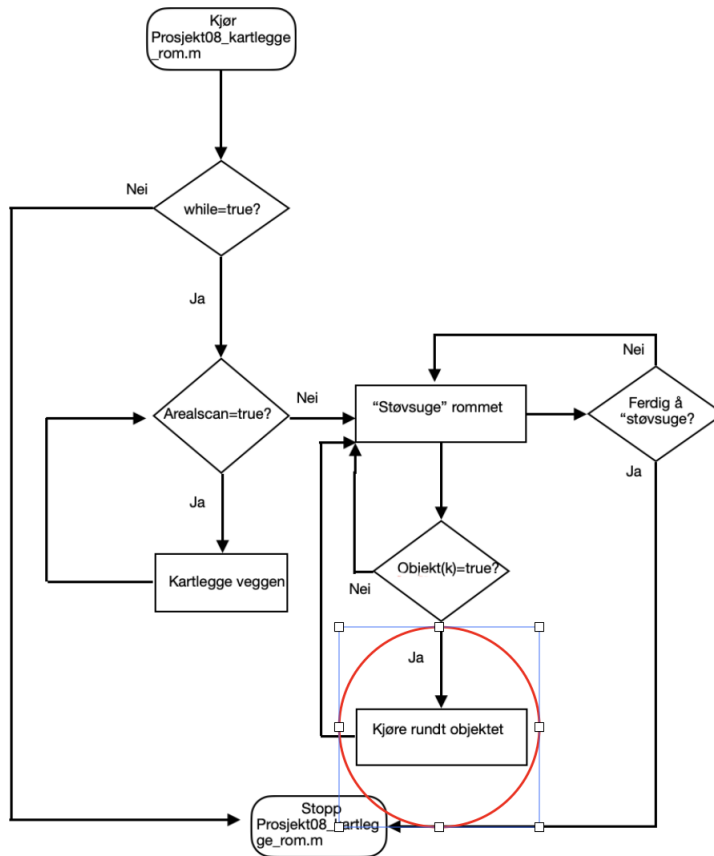 Kjør
Prosjekt08_kartlegge
_rom.m
Nei
while=true?
Ja
Nei
Arealscan=true?
Nei
“Støvsuge” rommet
Ferdig å
“støvsuge?
Ja
Ja
Kartlegge veggen
Objekt(k)=true?
Nei
Ja
Kjøre rundt objektet
Stopp
Prosjekt08_kartleg
ge_rom.m